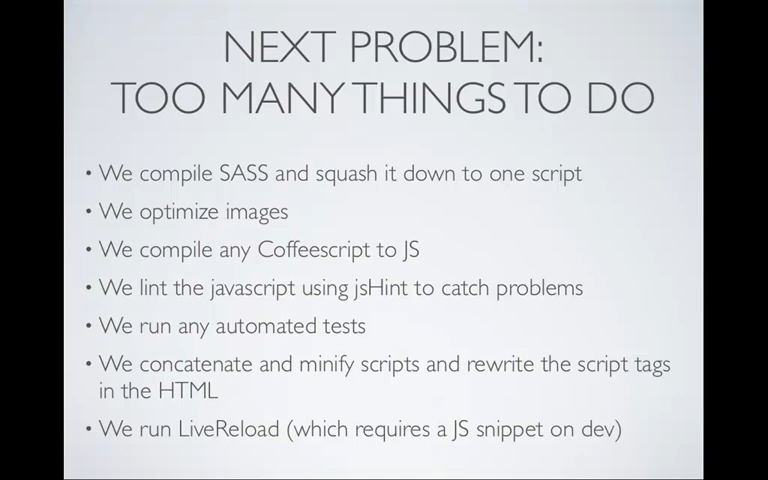 NEXT PROBLEM:
TOO MANY THINGS TO DO
• We compile SASS and squash it down to one script
• We optimize images
• We compile any Coffeescript to JS
• We lint the javascript using jsHint to catch problems
• We run any automated tests
• We concatenate and minify scripts and rewrite the script tags
in the HTML
• We run LiveReload (which requires a JS snippet on dev)